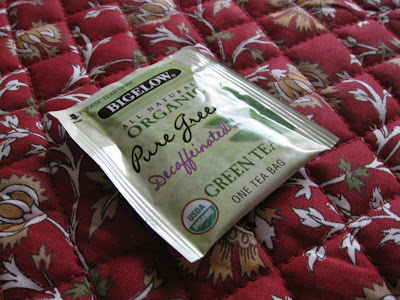 BIGELOW
ALL NATURAL
ORGANIC
Pure Green
Decaffeinated
GREEN TEA
ONE TEA BAG
USDA
ORGANIC